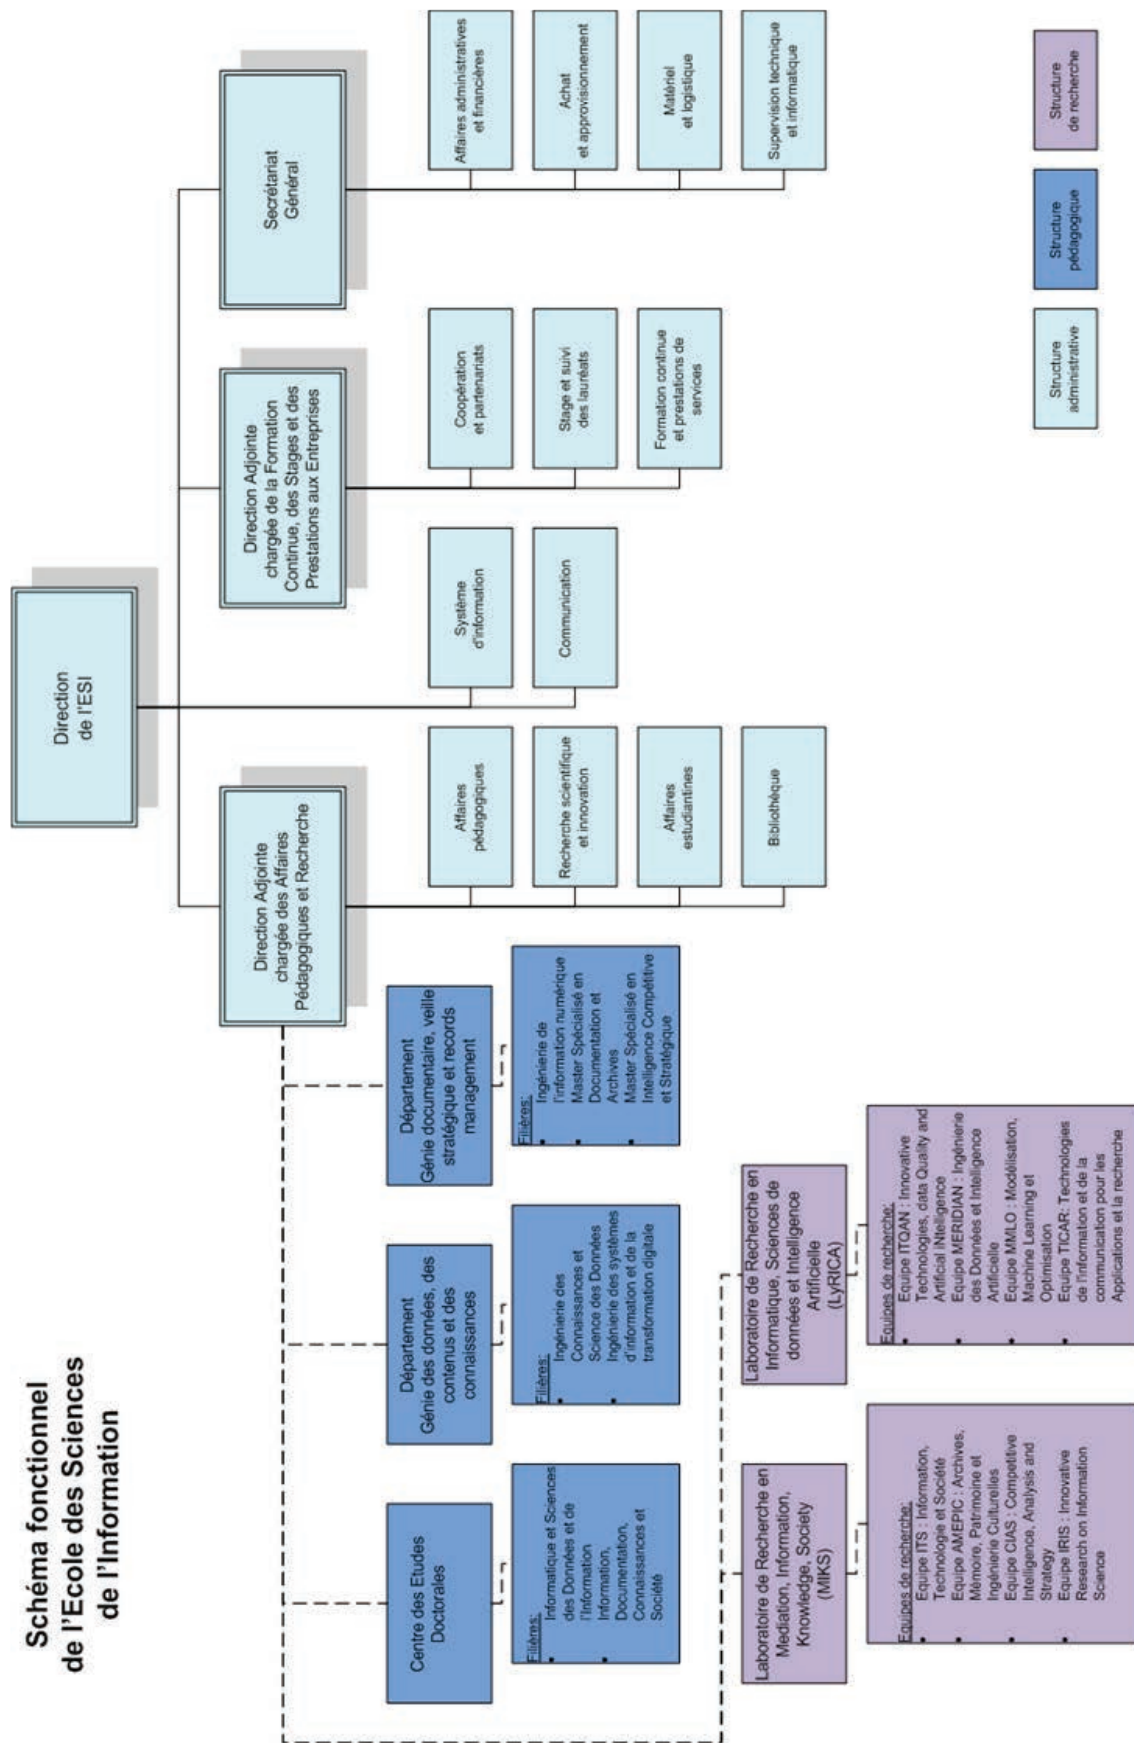 Schéma fonctionnel
de l'Ecole des Sciences
de l'Information
Direction
de l'ESI
Direction Adjointe
chargée des Affaires
Pédagogiques et Recherche
Direction Adjointe
chargée de la Formation
Continue, des Stages et des
Prestations aux Entreprises
Secrétariat
Général
Centre des Etudes
Doctorales
Filières:
▪ Informatique et Sciences
des Données et de
l'Information
▪ Information,
Documentation,
Connaissances et
Société
Département
Génie des données, des
contenus et des
connaissances
Filières:
▪ Ingénierie des
Connaissances et
Science des Données
▪ Ingénierie des systèmes
d'information et de la
transformation digitale
Département
Génie documentaire, veille
stratégique et records
management
Filières:
▪ Ingénierie de
l'information numérique
▪ Master Spécialisé en
Documentation et
Archives
▪ Master Spécialisé en
Intelligence Compétitive
et Stratégique
Affaires
pédagogiques
Recherche scientifique
et innovation
Affaires
estudiantines
Bibliothèque
Système
d'information
Communication
Coopération
et partenariats
Stage et suivi
des lauréats
Formation continue
et prestations de
services
Affaires administratives
et financières
Achat
et approvisionnement
Matériel
et logistique
Supervision technique
et informatique
Laboratoire de Recherche en
Mediation, Information,
Knowledge, Society
(MIKS)
Equipes de recherche:
▪ Equipe ITS : Information,
Technologie et Société
▪ Equipe AMEPIC : Archives,
Mémoire, Patrimoine et
Ingénierie Culturelles
▪ Equipe CIAS : Competitive
Intelligence, Analysis and
Strategy
▪ Equipe IRIS : Innovative
Research on Information
Science
Laboratoire de Recherche en
Informatique, Sciences de
données et Intelligence
Artificielle
(LyRICA)
Equipes de recherche:
▪ Equipe ITQAN : Innovative
Technologies, data Quality and
Artificial iNtelligence
▪ Equipe MERIDIAN : Ingénierie
des Données et Intelligence
Artificielle
▪ Equipe MMLO : Modélisation,
Machine Learning et
Optimisation
▪ Equipe TICAR: Technologies
de l'information et de la
communication pour les
Applications et la recherche
Structure
administrative
Structure
pédagogique
Structure
de recherche